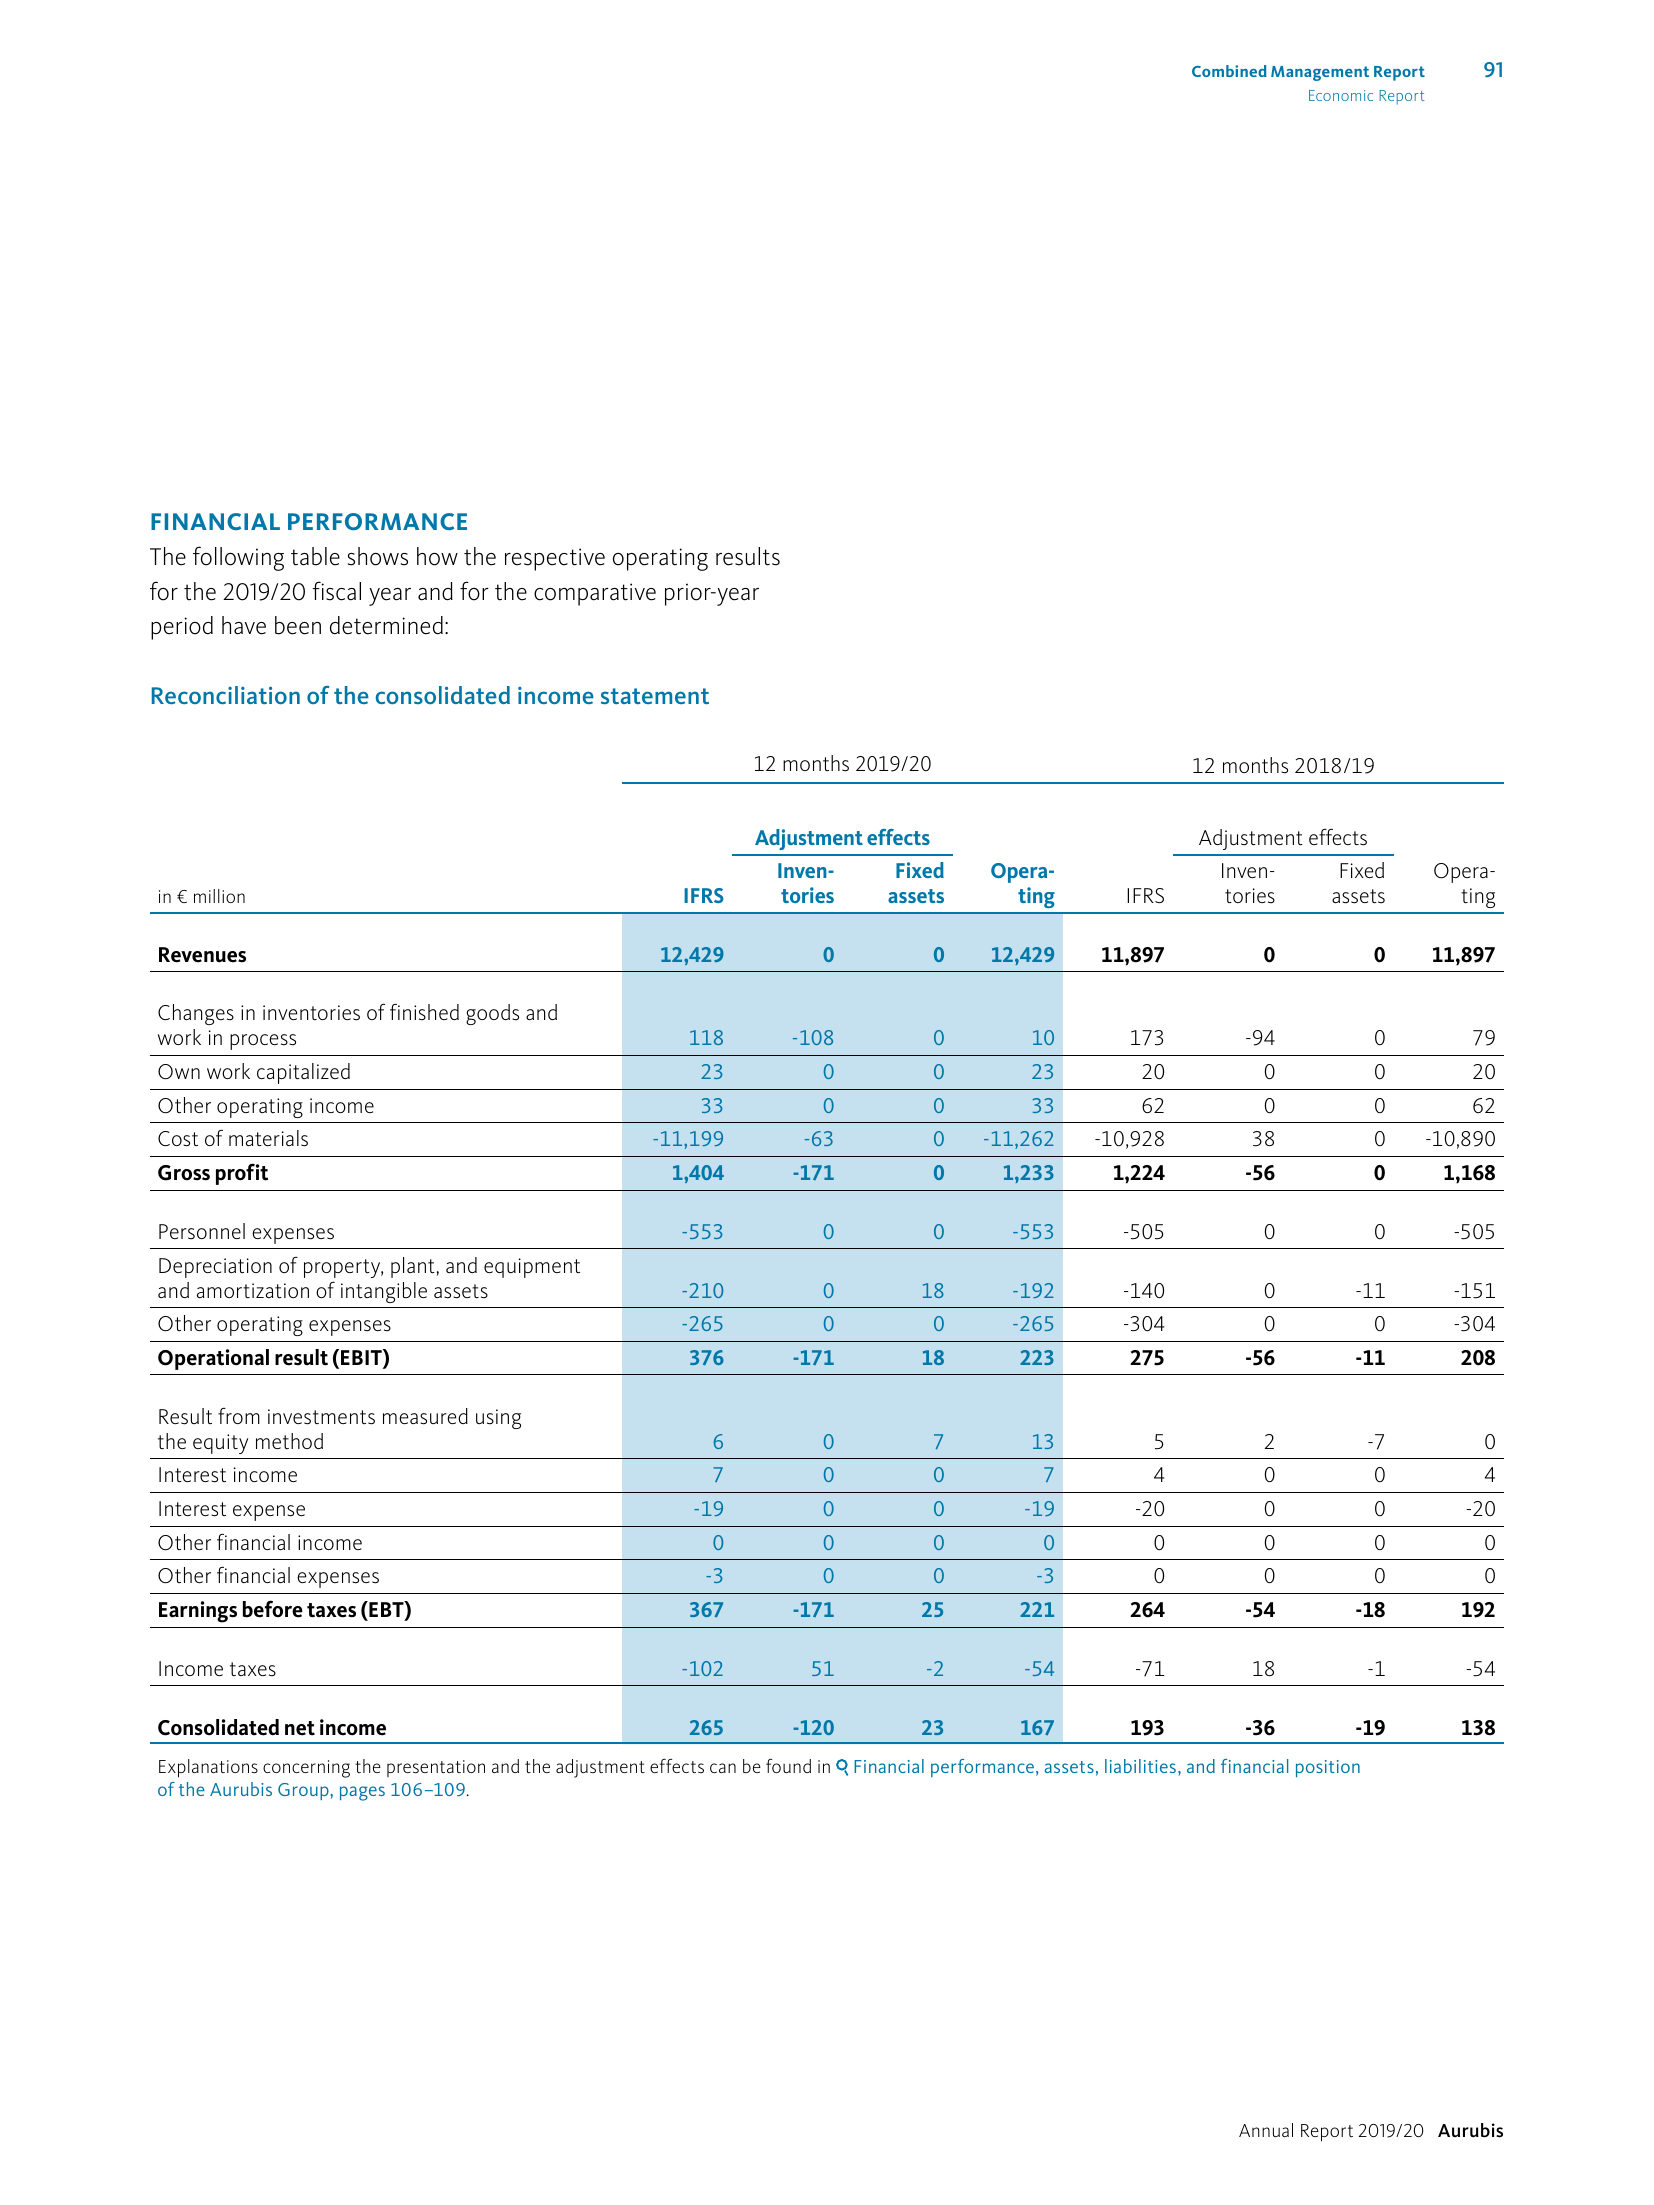 Combined Management Report 91
Economic Report
FINANCIAL PERFORMANCE
The following table shows how the respective operating results
for the 2019/20 fiscal year and for the comparative prior-year
period have been determined:
Reconciliation of the consolidated income statement
12 months 2019/20 12 months 2018/19
Adjustment effects Adjustment effects
Inven- Fixed Opera- Inven- Fixed Opera-
in € million IFRS tories assets ting IFRS tories assets ting
Revenues 12,429 0 0 12,429 11,897 0 0 11,897
Changes in inventories of finished goods and
work in process 118 -108 0 10 173 -94 0 79
Own work capitalized 23 0 0 23 20 0 0 20
Other operating income 33 0 0 33 62 0 0 62
Cost of materials -11,199 -63 0 -11,262 -10,928 38 0 -10,890
Gross profit 1,404 -171 0 1,233 1,224 -56 0 1,168
Personnel expenses -553 0 0 -553 -505 0 0 -505
Depreciation of property, plant, and equipment
and amortization of intangible assets -210 0 18 -192 -140 0 -11 -151
Other operating expenses -265 0 0 -265 -304 0 0 -304
Operational result (EBIT) 376 -171 18 223 275 -56 -11 208
Result from investments measured using
the equity method 6 0 7 13 5 2 -7 0
Interest income 7 0 0 7 4 0 0 4
Interest expense -19 0 0 -19 -20 0 0 -20
Other financial income 0 0 0 0 0 0 0 0
Other financial expenses -3 0 0 -3 0 0 0 0
Earnings before taxes (EBT) 367 -171 25 221 264 -54 -18 192
Income taxes -102 51 -2 -54 -71 18 -1 -54
Consolidated net income 265 -120 23 167 193 -36 -19 138
Explanations concerning the presentation and the adjustment effects can be found in Financial performance, assets, liabilities, and financial position
of the Aurubis Group, pages 106–109.
Annual Report 2019/20 Aurubis